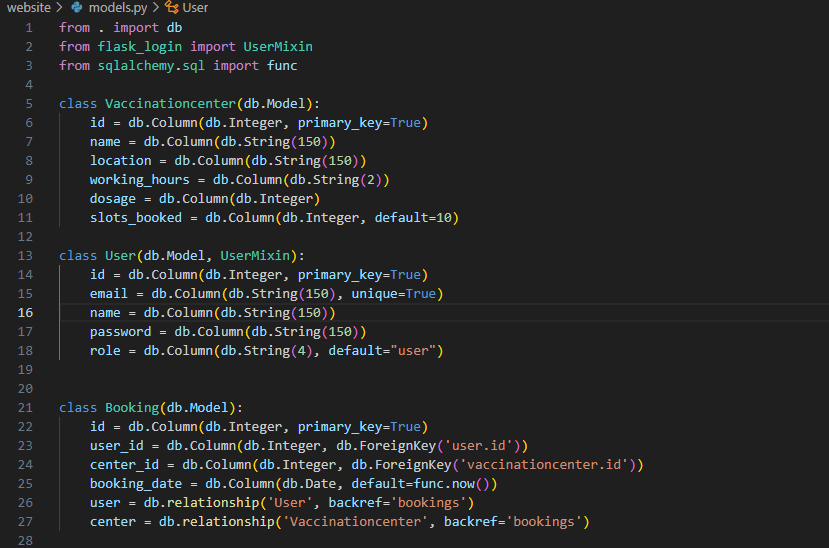 website > models.py > User
1 from . import db
2 from flask_login import UserMixin
3 from sqlalchemy.sql import func
4
5 class Vaccinationcenter(db.Model):
6     id = db.Column(db.Integer, primary_key=True)
7     name = db.Column(db.String(150))
8     location = db.Column(db.String(150))
9     working_hours = db.Column(db.String(2))
10     dosage = db.Column(db.Integer)
11     slots_booked = db.Column(db.Integer, default=10)
12
13 class User(db.Model, UserMixin):
14     id = db.Column(db.Integer, primary_key=True)
15     email = db.Column(db.String(150), unique=True)
16     name = db.Column(db.String(150))
17     password = db.Column(db.String(150))
18     role = db.Column(db.String(4), default="user")
19
20
21 class Booking(db.Model):
22     id = db.Column(db.Integer, primary_key=True)
23     user_id = db.Column(db.Integer, db.ForeignKey('user.id'))
24     center_id = db.Column(db.Integer, db.ForeignKey('vaccinationcenter.id'))
25     booking_date = db.Column(db.Date, default=func.now())
26     user = db.relationship('User', backref='bookings')
27     center = db.relationship('Vaccinationcenter', backref='bookings')
28